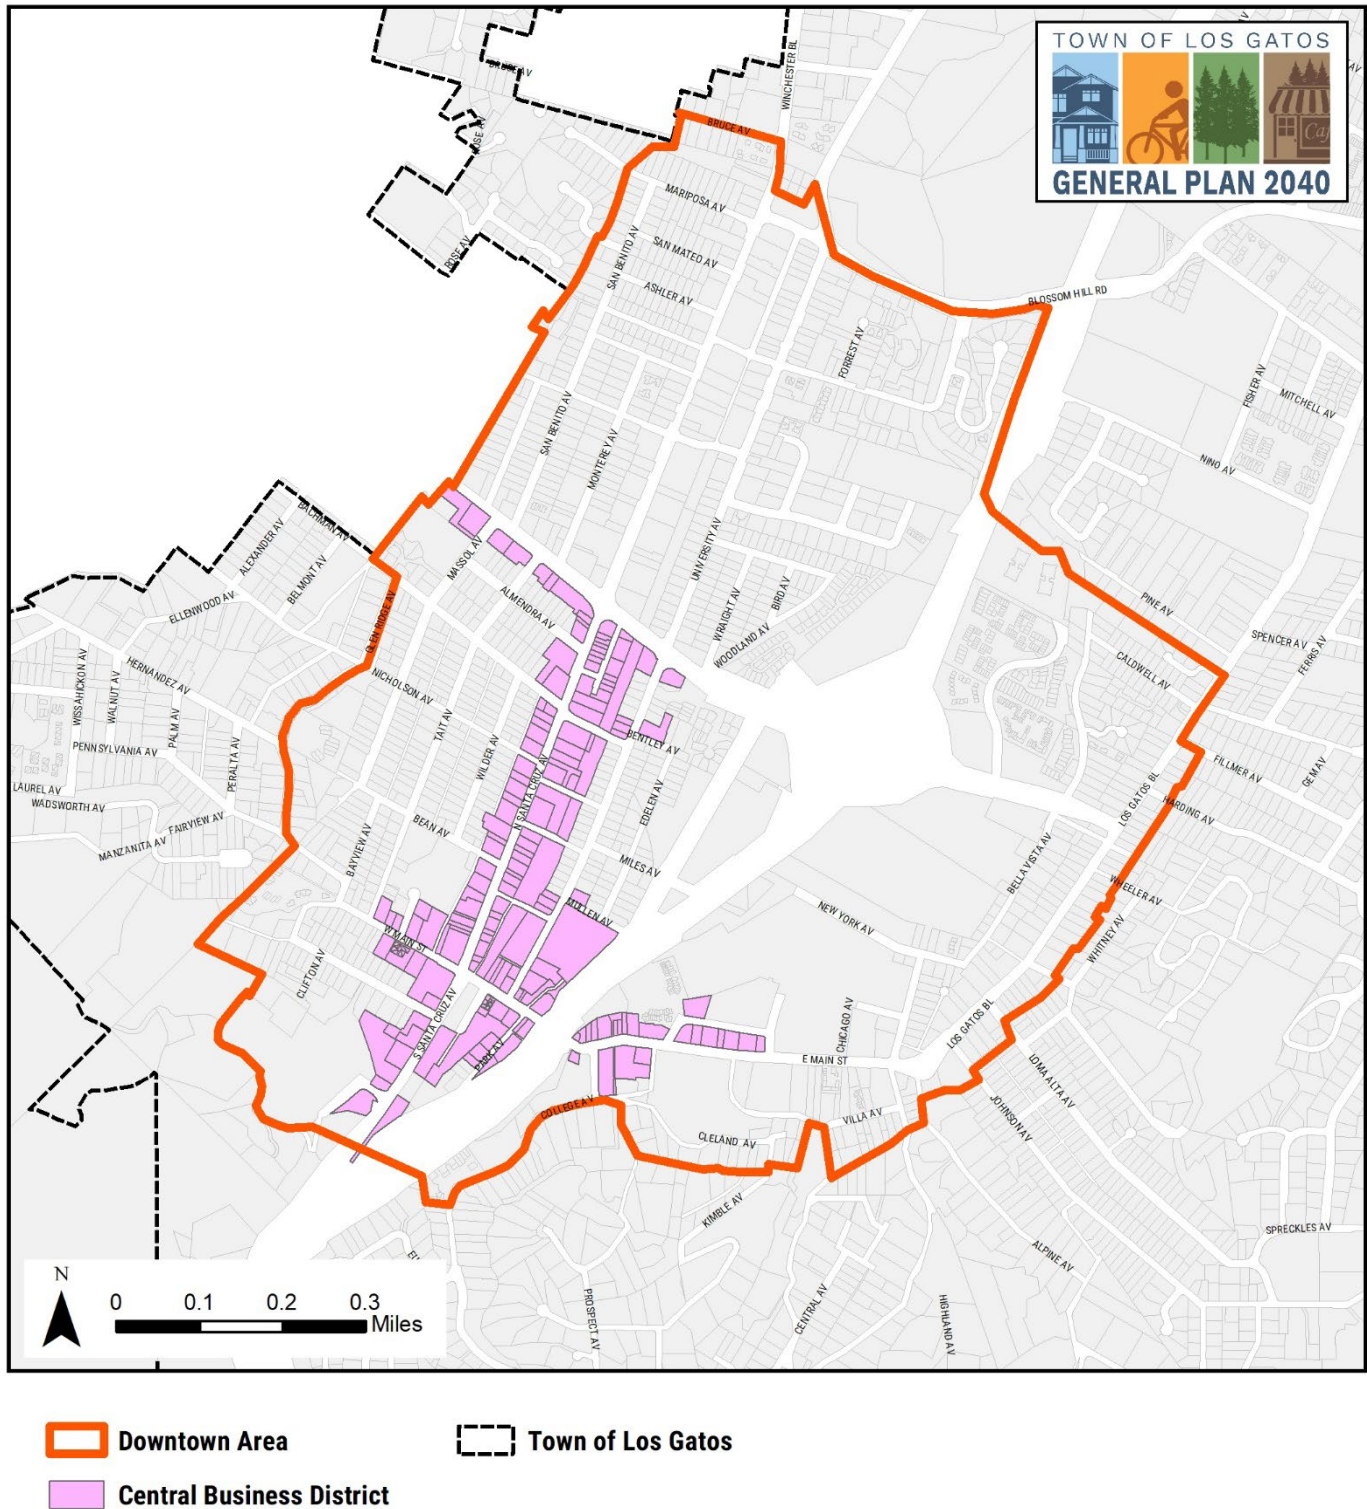 TOWN OF LOS GATOS
Caf
GENERAL PLAN 2040
BRUCE AV
WINCHESTER BL
BRUCE AV
ROSE AV
MARIPOSA AV
SAN BENITO AV
SAN MATEO AV
ROSE AV
ASHLER AV
BLOSSOM HILL RD
FORREST AV
FISHER AV
MITCHELL AV
SAN BENITO AV
MONTEREY AV
NINO AV
BACHMAN AV
ALEXANDER AV
BELMONT AV
MASSOL AV
UNIVERSITY AV
ELLENWOOD AV
GLEN RIDGE AV
ALMENDRA AV
WRAIGHT AV
BIRD AV
WOODLAND AV
PINE AV
SPENCER AV
FERRIS AV
CALDWELL AV
HERNANDEZ AV
WISSAHICKON AV
WALNUT AV
PALM AV
NICHOLSON AV
TAIT AV
WILDER AV
BENTLEY AV
PENNSYLVANIA AV
PERALTA AV
FILLMER AV
GEM AV
LAUREL AV
WADSWORTH AV
N SANTA CRUZ AV
EDELEN AV
LOS GATOS BL
HARDING AV
FAIRVIEW AV
MANZANITA AV
BAYVIEW AV
BEAN AV
MILES AV
BELLA VISTA AV
WHEELER AV
MULLEN AV
NEW YORK AV
WHITNEY AV
W MAIN ST
CLIFTON AV
S SANTA CRUZ AV
PARK AV
CHICAGO AV
LOS GATOS BL
E MAIN ST
LOMA ALTA AV
JOHNSON AV
COLLEGE AV
VILLA AV
CLELAND AV
KIMBLE AV
SPRECKLES AV
ALPINE AV
PROSPECT AV
CENTRAL AV
HIGHLAND AV
N
0 0.1 0.2 0.3
Miles
Downtown Area
Town of Los Gatos
Central Business District